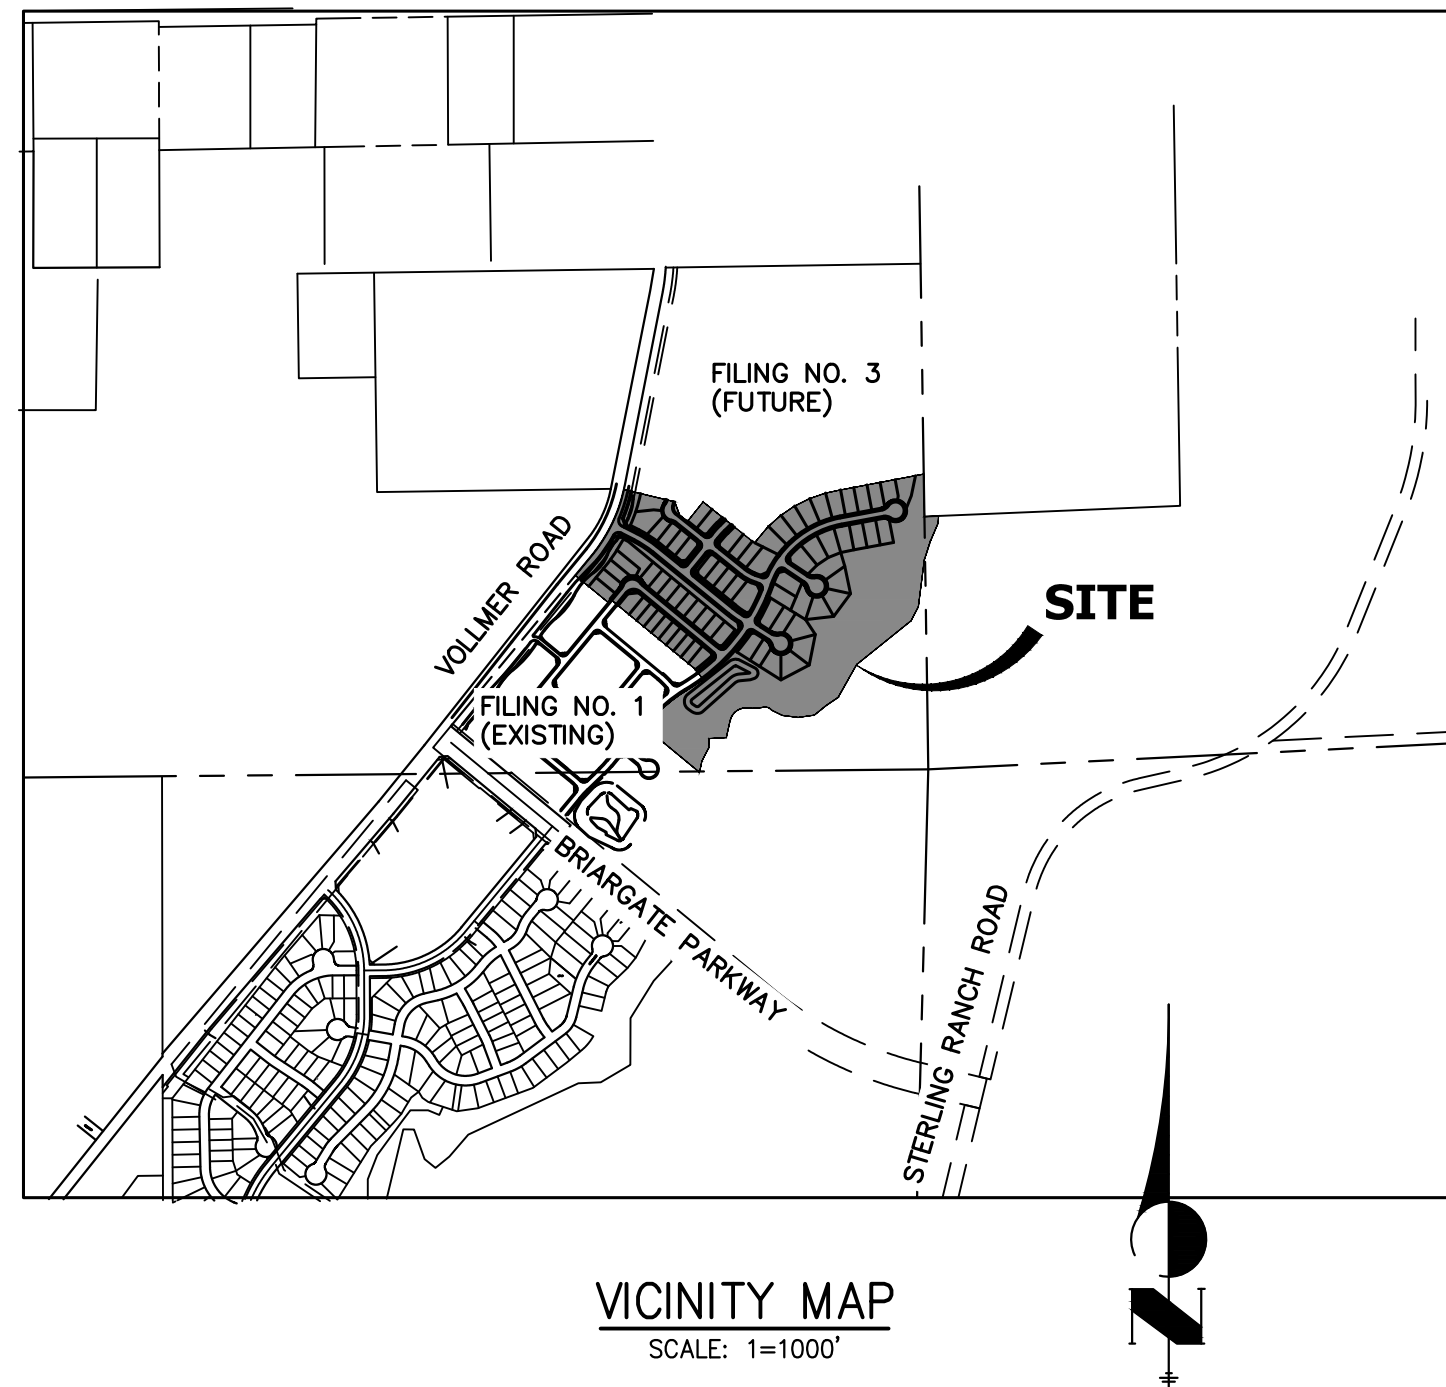 FILING NO. 3
(FUTURE)
VOLLMER ROAD
SITE
FILING NO. 1
(EXISTING)
BRIARGATE PARKWAY
STERLING RANCH ROAD
VICINITY MAP
SCALE: 1=1000'
N